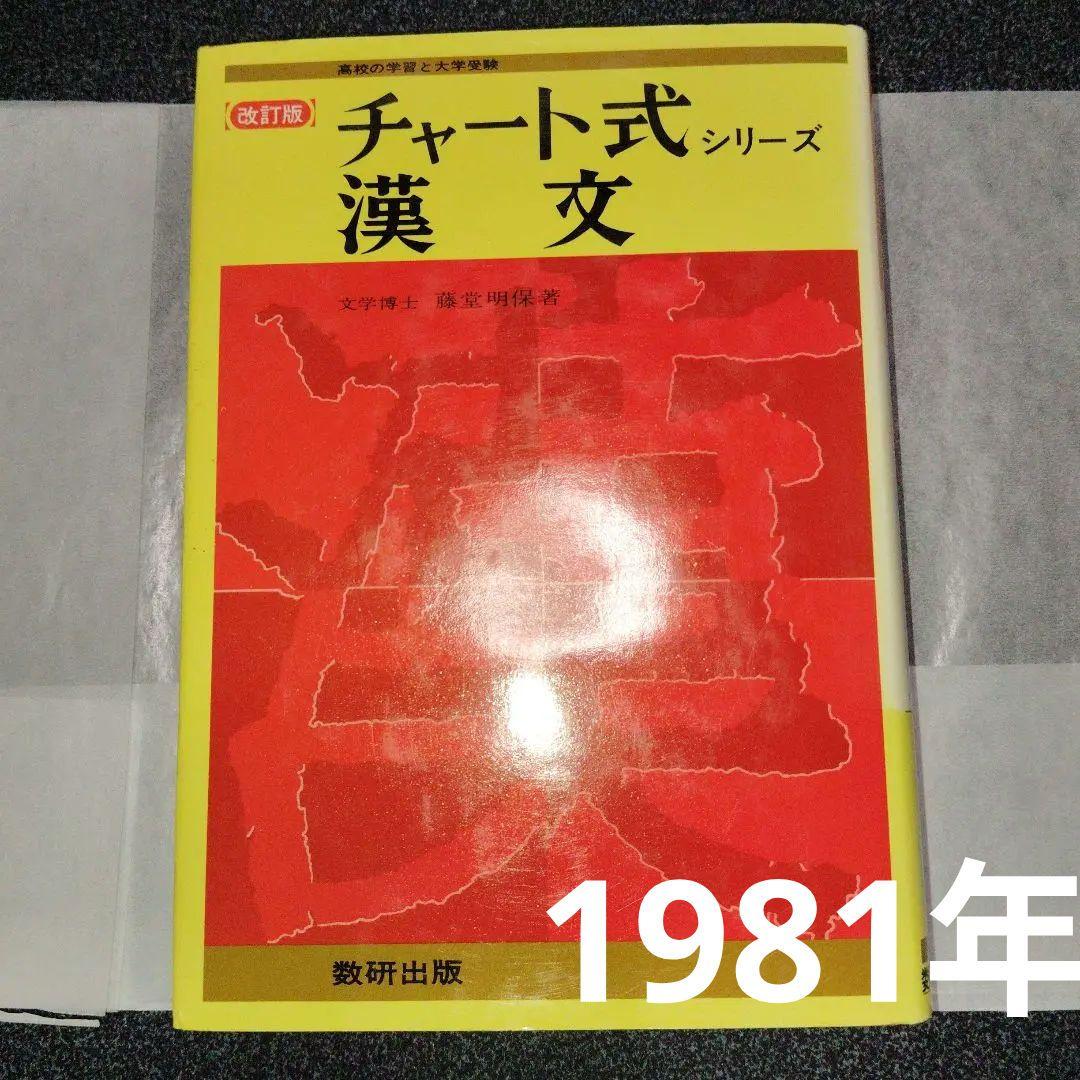 高校の学習と大学受験
【改訂版】
チャート式シリーズ
漢文
文学博士 藤堂明保著
数研出版
1981年